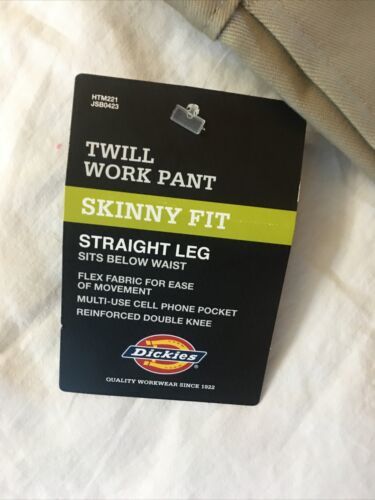 HTM221
JSB0423
TWILL
WORK PANT
SKINNY FIT
STRAIGHT LEG
SITS BELOW WAIST
FLEX FABRIC FOR EASE
OF MOVEMENT
MULTI-USE CELL PHONE POCKET
REINFORCED DOUBLE KNEE
Dickies
QUALITY WORKWEAR SINCE 1922